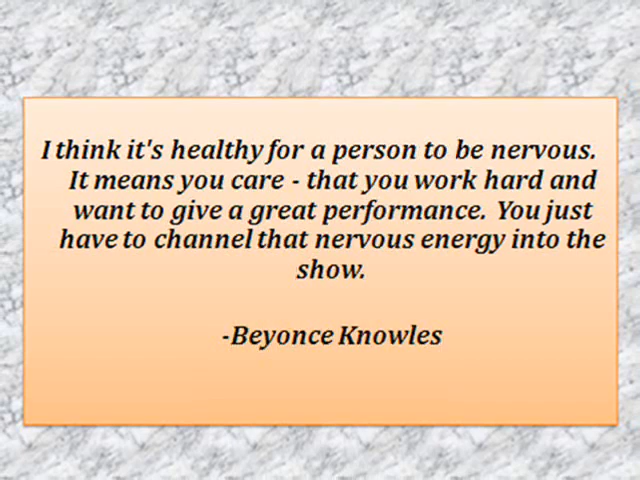 I think it's healthy for a person to be nervous.
It means you care - that you work hard and
want to give a great performance. You just
have to channel that nervous energy into the
show.
-Beyonce Knowles